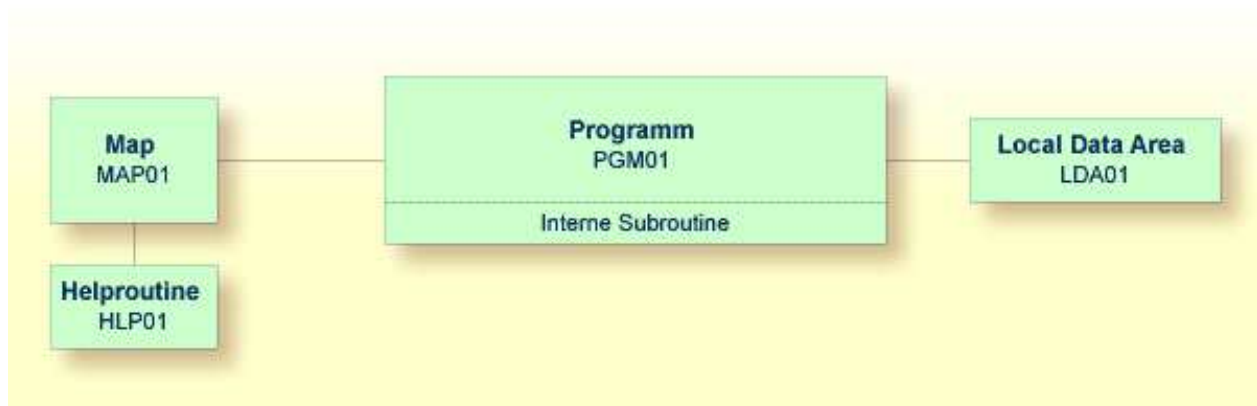 Map
MAP01
Helproutine
HLP01
Programm
PGM01
Interne Subroutine
Local Data Area
LDA01